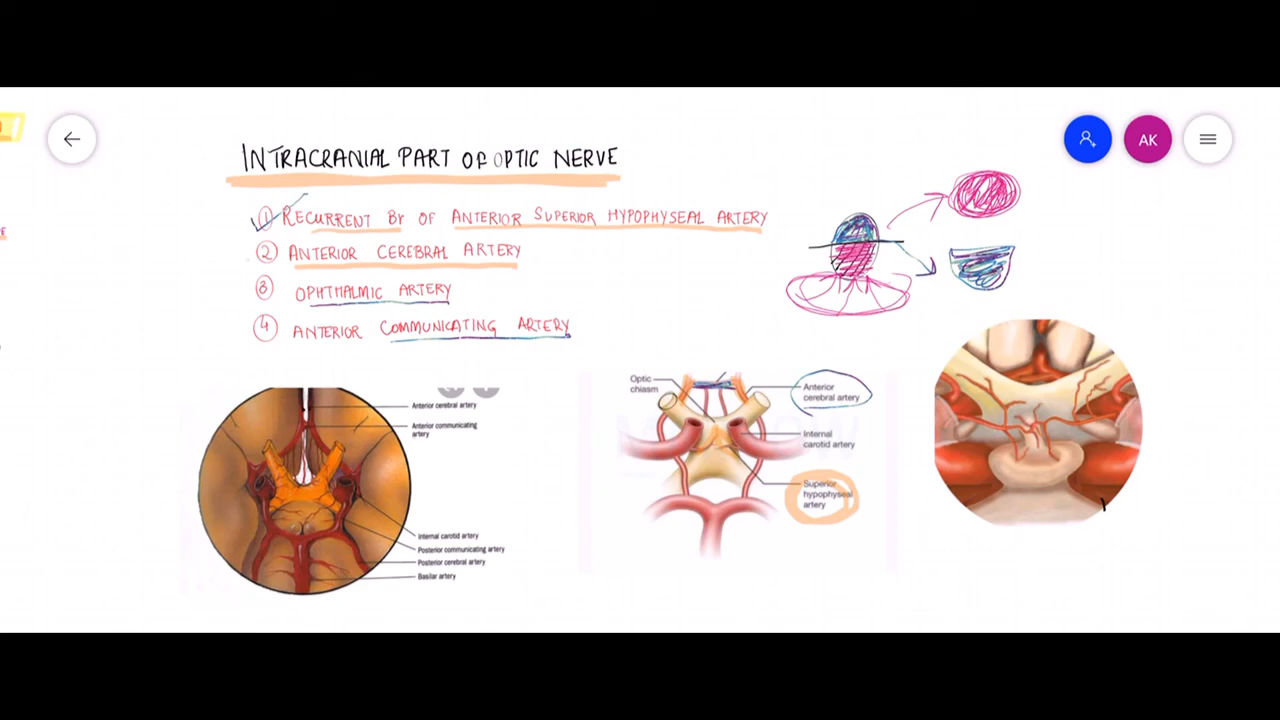 AK
INTRACRANIAL PART OF OPTIC NERVE
① RECURRENT Br OF ANTERIOR SUPERIOR HYPOPHYSEAL ARTERY
② ANTERIOR CEREBRAL ARTERY
③ OPHTHALMIC ARTERY
④ ANTERIOR COMMUNICATING ARTERY
Anterior cerebral artery
Anterior communicating
artery
Internal carotid artery
Posterior communicating artery
Posterior cerebral artery
Basilar artery
Optic
chiasm
Anterior
cerebral artery
Internal
carotid artery
Superior
hypophyseal
artery